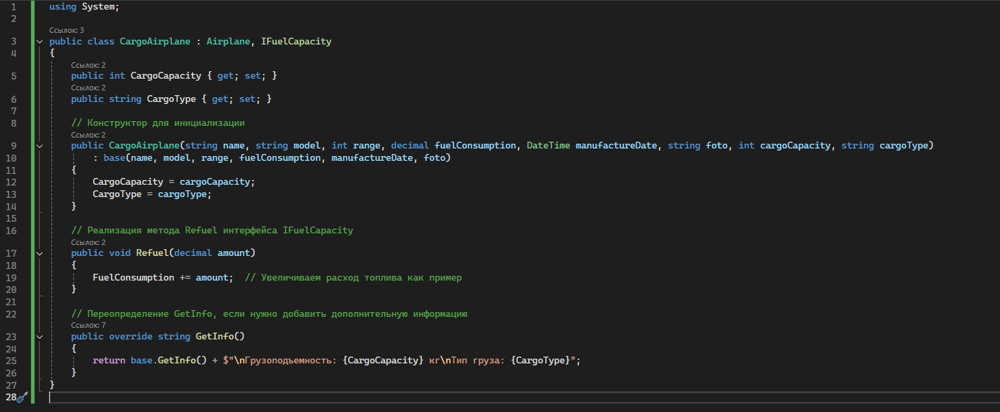 1 using System;
2
Ссылок: 3
3 public class CargoAirplane : Airplane, IFuelCapacity
4 {
Ссылок: 2
5 public int CargoCapacity { get; set; }
Ссылок: 2
6 public string CargoType { get; set; }
7
8 // Конструктор для инициализации
Ссылок: 2
9 public CargoAirplane(string name, string model, int range, decimal fuelConsumption, DateTime manufactureDate, string foto, int cargoCapacity, string cargoType)
10 : base(name, model, range, fuelConsumption, manufactureDate, foto)
11 {
12 CargoCapacity = cargoCapacity;
13 CargoType = cargoType;
14 }
15
16 // Реализация метода Refuel интерфейса IFuelCapacity
Ссылок: 2
17 public void Refuel(decimal amount)
18 {
19 FuelConsumption += amount; // Увеличиваем расход топлива как пример
20 }
21
22 // Переопределение GetInfo, если нужно добавить дополнительную информацию
Ссылок: 7
23 public override string GetInfo()
24 {
25 return base.GetInfo() + $"\nГрузоподъемность: {CargoCapacity} кг\nТип груза: {CargoType}";
26 }
27 }
28